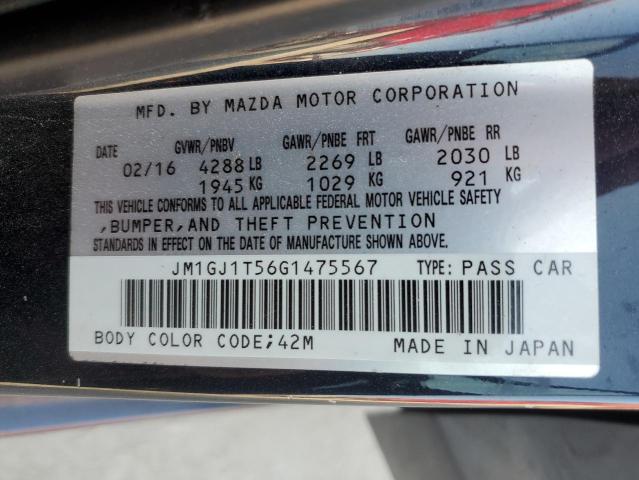 MFD. BY MAZDA MOTOR CORPORATION
DATE GVWR/PNBV GAWR/PNBE FRT GAWR/PNBE RR
02/16 4288 LB 2269 LB 2030 LB
1945 KG 1029 KG 921 KG
THIS VEHICLE CONFORMS TO ALL APPLICABLE FEDERAL MOTOR VEHICLE SAFETY
,BUMPER,AND THEFT PREVENTION
STANDARDS IN EFFECT ON THE DATE OF MANUFACTURE SHOWN ABOVE.
JM1GJ1T56G1475567 TYPE: PASS CAR
BODY COLOR CODE;42M MADE IN JAPAN